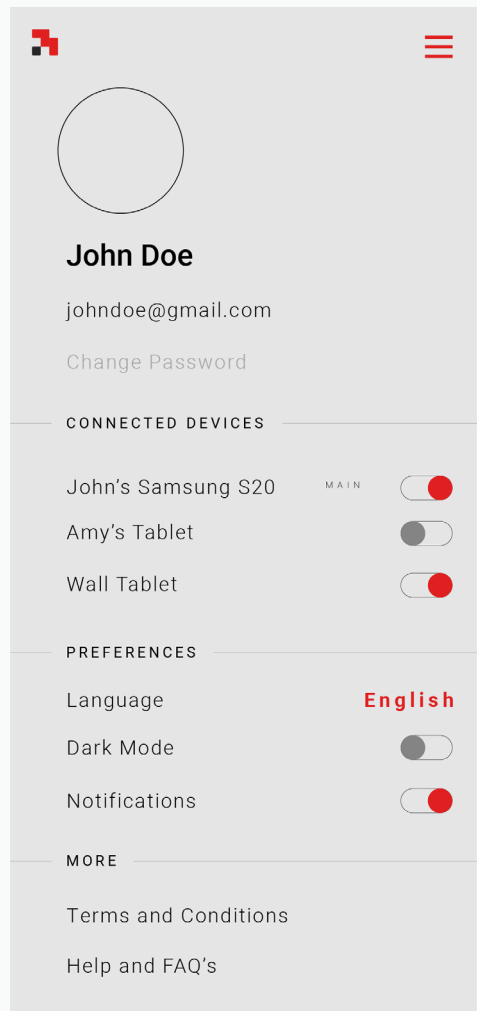 John Doe
johndoe@gmail.com
Change Password
CONNECTED DEVICES
John's Samsung S20 MAIN
Amy's Tablet
Wall Tablet
PREFERENCES
Language English
Dark Mode
Notifications
MORE
Terms and Conditions
Help and FAQ's